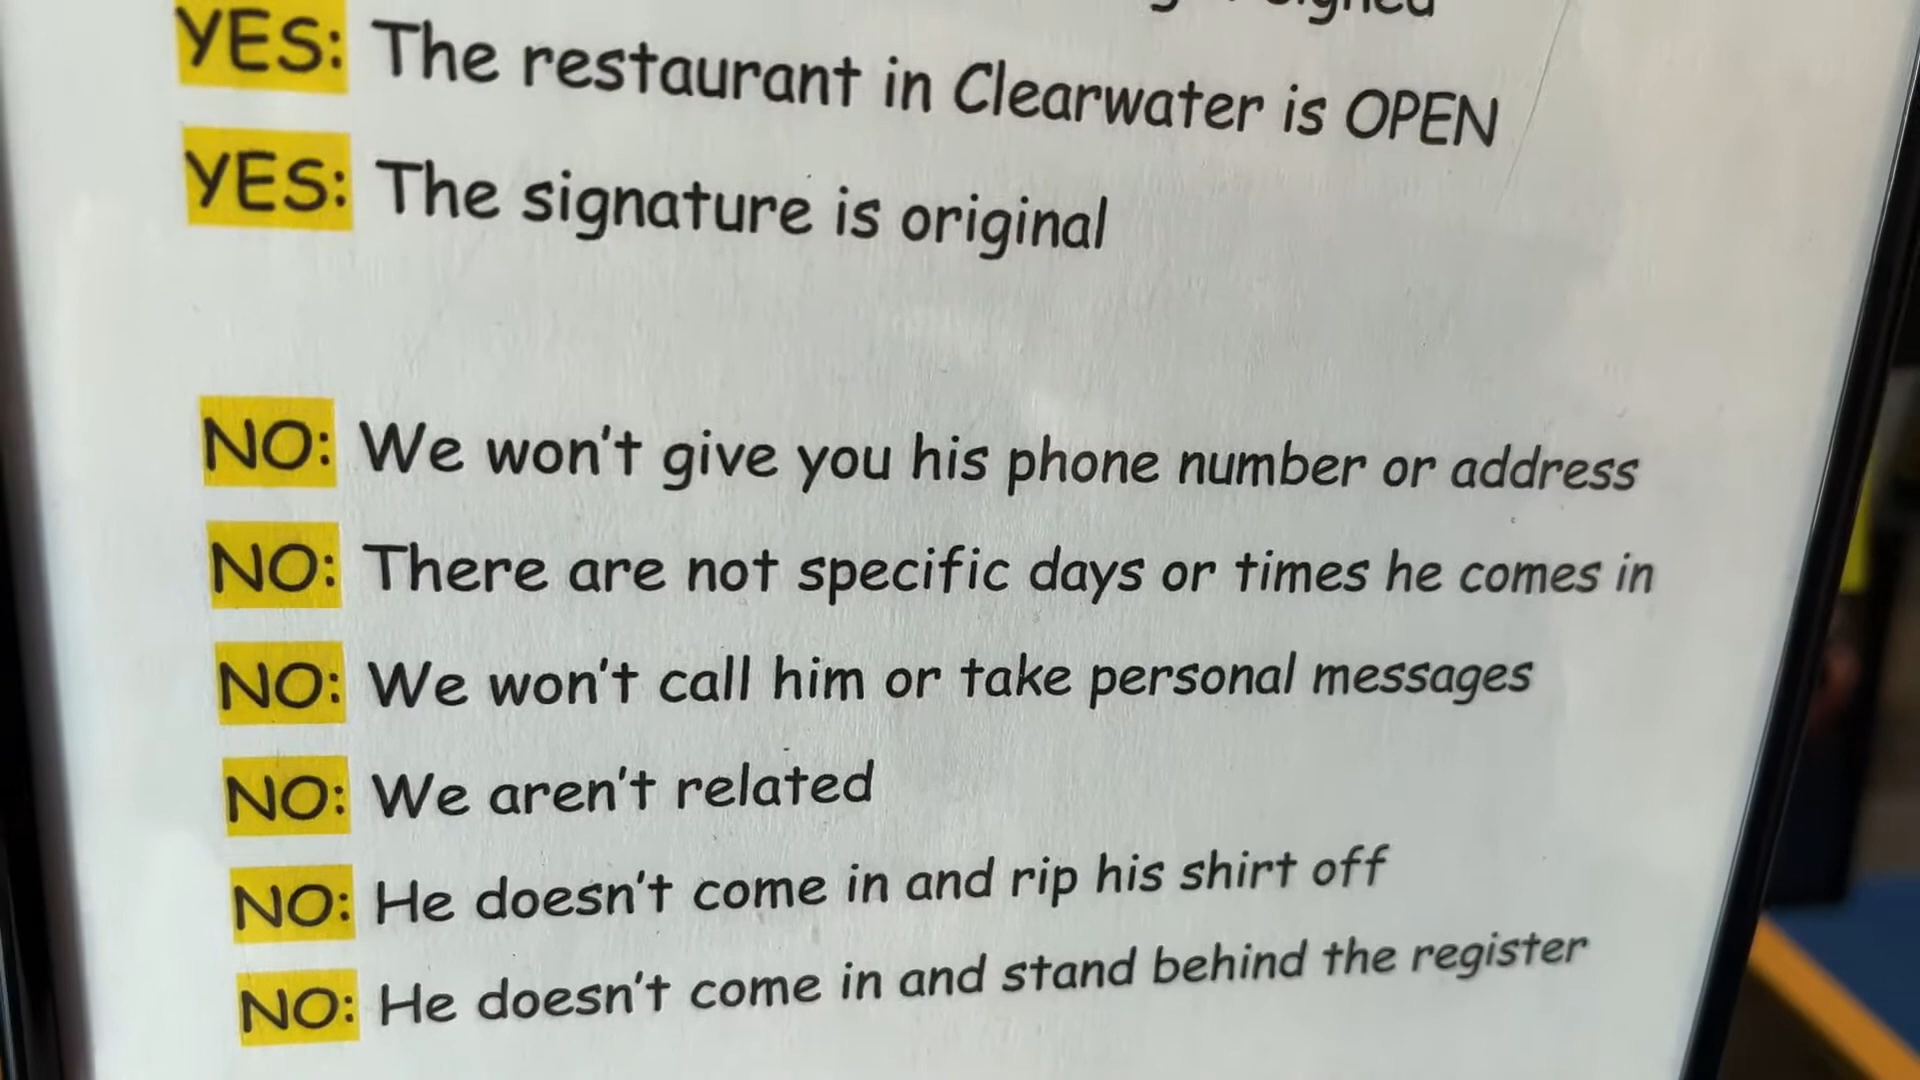 signed
YES: The restaurant in Clearwater is OPEN
YES: The signature is original
NO: We won't give you his phone number or address
NO: There are not specific days or times he comes in
NO: We won't call him or take personal messages
NO: We aren't related
NO: He doesn't come in and rip his shirt off
NO: He doesn't come in and stand behind the register